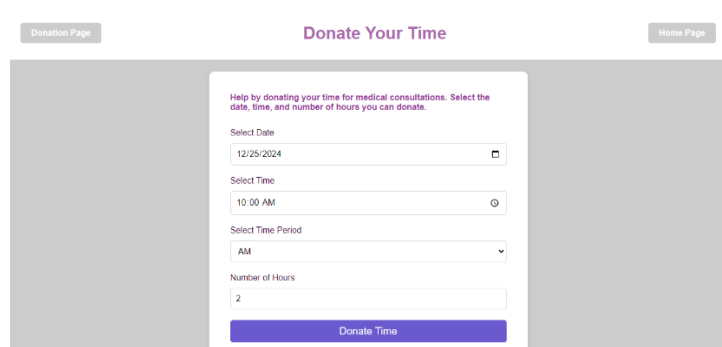 Donation Page
Donate Your Time
Home Page
Help by donating your time for medical consultations. Select the
date, time, and number of hours you can donate.
Select Date
12/25/2024
Select Time
10:00 AM
Select Time Period
AM
Number of Hours
2
Donate Time